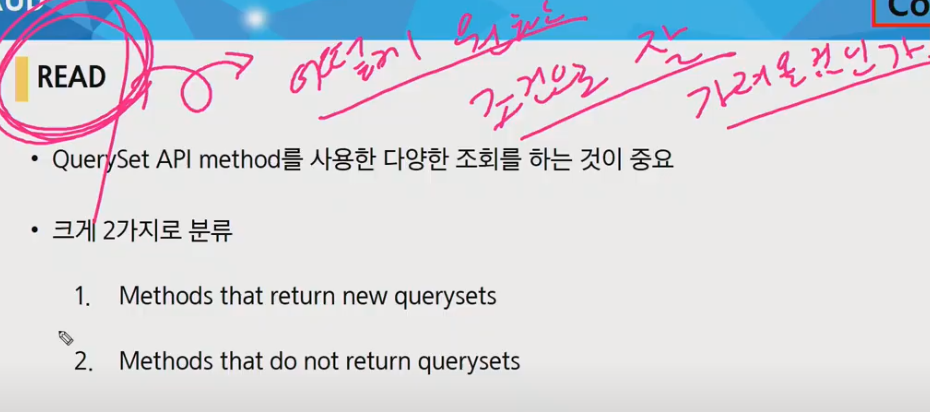 Co
어떻게 원하는 조건으로 잘 가져올것인가
READ
• QuerySet API method를 사용한 다양한 조회를 하는 것이 중요
• 크게 2가지로 분류
1. Methods that return new querysets
2. Methods that do not return querysets